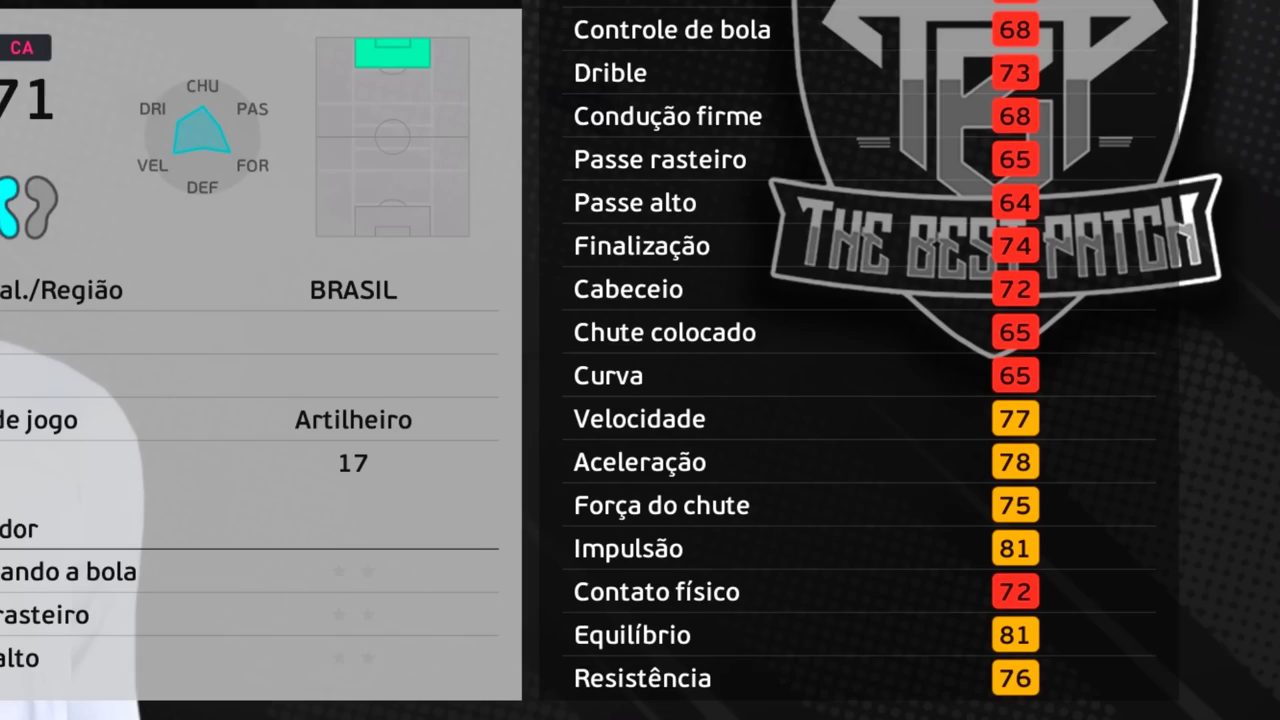 CA
71
CHU
DRI
PAS
VEL
FOR
DEF
al./Região BRASIL
de jogo Artilheiro
17
dor
ando a bola
rasteiro
alto
Controle de bola 68
Drible 73
Condução firme 68
Passe rasteiro 65
Passe alto 64
Finalização 74
Cabeceio 72
Chute colocado 65
Curva 65
Velocidade 77
Aceleração 78
Força do chute 75
Impulsão 81
Contato físico 72
Equilíbrio 81
Resistência 76
THE BEST PATCH